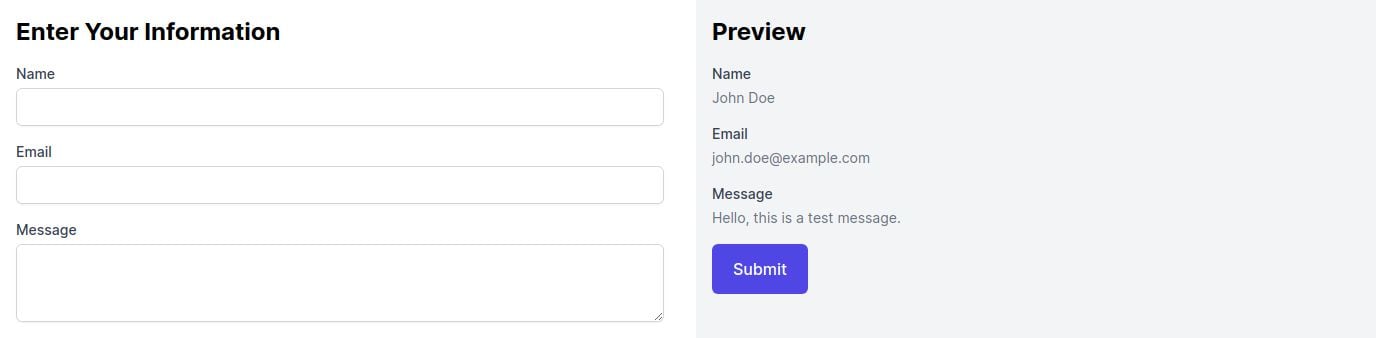 Enter Your Information
Name
Email
Message
Preview
Name
John Doe
Email
john.doe@example.com
Message
Hello, this is a test message.
Submit